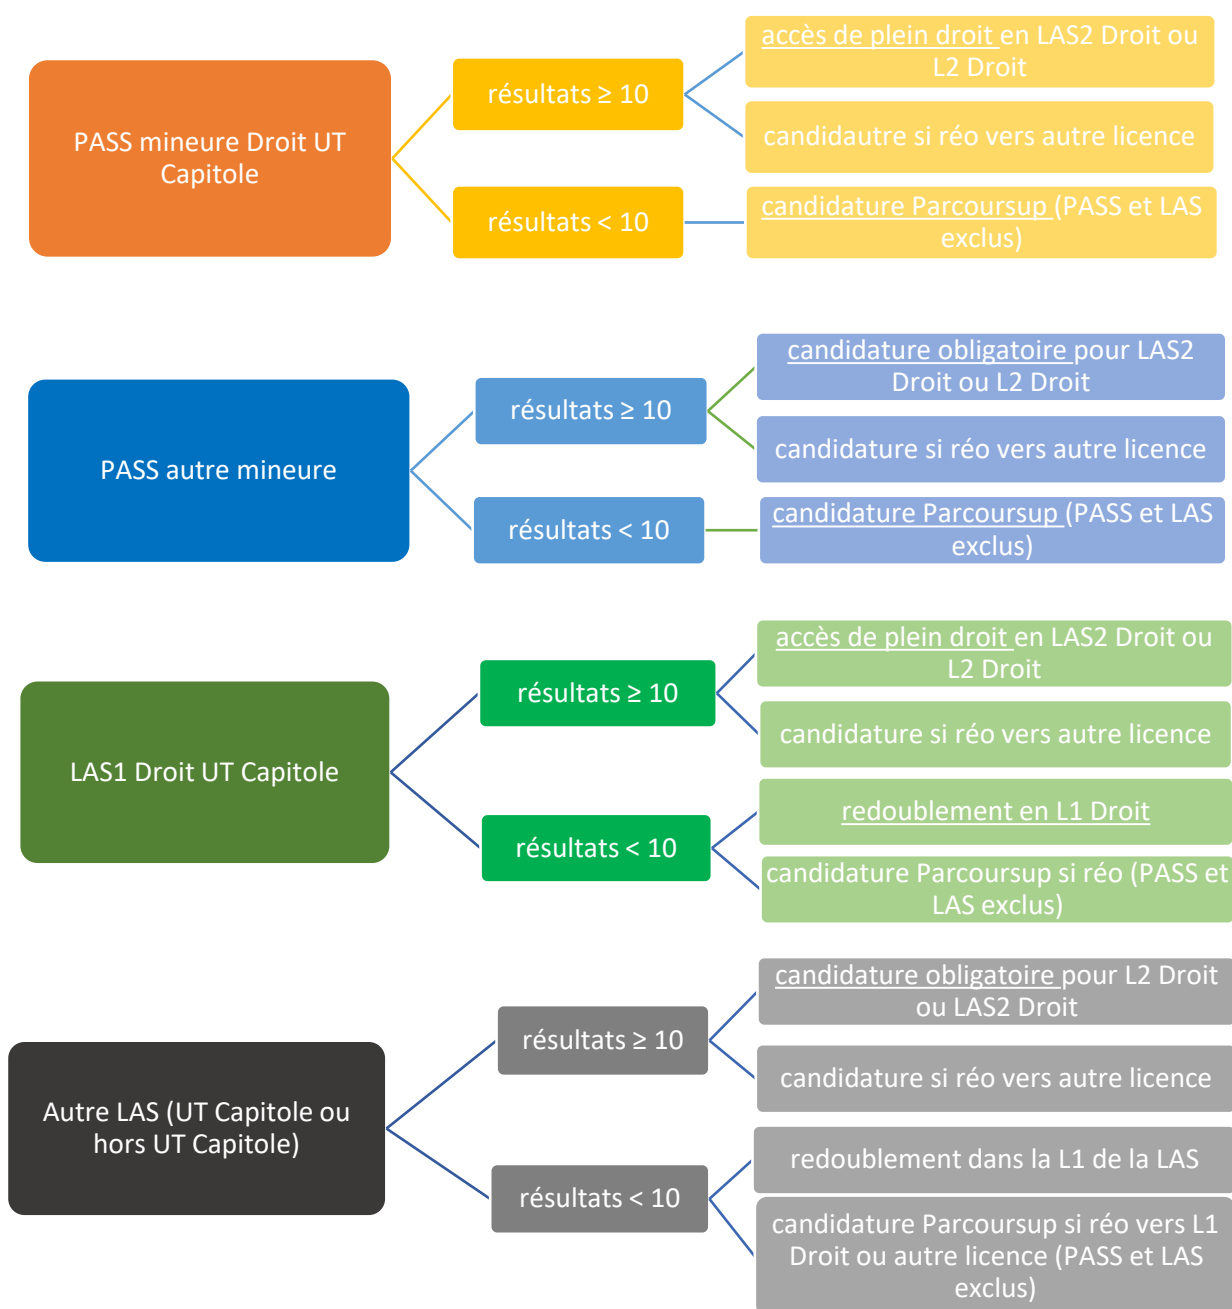 PASS mineure Droit UT
Capitole
résultats ≥ 10
accès de plein droit en LAS2 Droit ou
L2 Droit
candidautre si réo vers autre licence
résultats < 10
candidature Parcoursup (PASS et LAS
exclus)
PASS autre mineure
résultats ≥ 10
candidature obligatoire pour LAS2
Droit ou L2 Droit
candidature si réo vers autre licence
résultats < 10
candidature Parcoursup (PASS et LAS
exclus)
LAS1 Droit UT Capitole
résultats ≥ 10
accès de plein droit en LAS2 Droit ou
L2 Droit
candidature si réo vers autre licence
résultats < 10
redoublement en L1 Droit
candidature Parcoursup si réo (PASS et
LAS exclus)
Autre LAS (UT Capitole ou
hors UT Capitole)
résultats ≥ 10
candidature obligatoire pour L2 Droit
ou LAS2 Droit
candidature si réo vers autre licence
résultats < 10
redoublement dans la L1 de la LAS
candidature Parcoursup si réo vers L1
Droit ou autre licence (PASS et LAS
exclus)